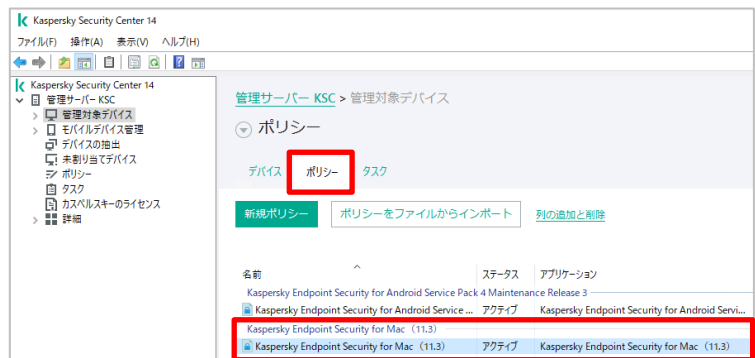 Kaspersky Security Center 14
ファイル(F) 操作(A) 表示(V) ヘルプ(H)
Kaspersky Security Center 14
管理サーバー KSC
管理対象デバイス
モバイルデバイス管理
デバイスの抽出
未割り当てデバイス
ポリシー
タスク
カスペルスキーのライセンス
詳細
管理サーバー KSC > 管理対象デバイス
ポリシー
デバイス ポリシー タスク
新規ポリシー ポリシーをファイルからインポート 列の追加と削除
名前 ステータス アプリケーション
Kaspersky Endpoint Security for Android Service Pack 4 Maintenance Release 3
Kaspersky Endpoint Security for Android Service ... アクティブ Kaspersky Endpoint Security for Android Servi...
Kaspersky Endpoint Security for Mac（11.3）
Kaspersky Endpoint Security for Mac（11.3） アクティブ Kaspersky Endpoint Security for Mac（11.3）